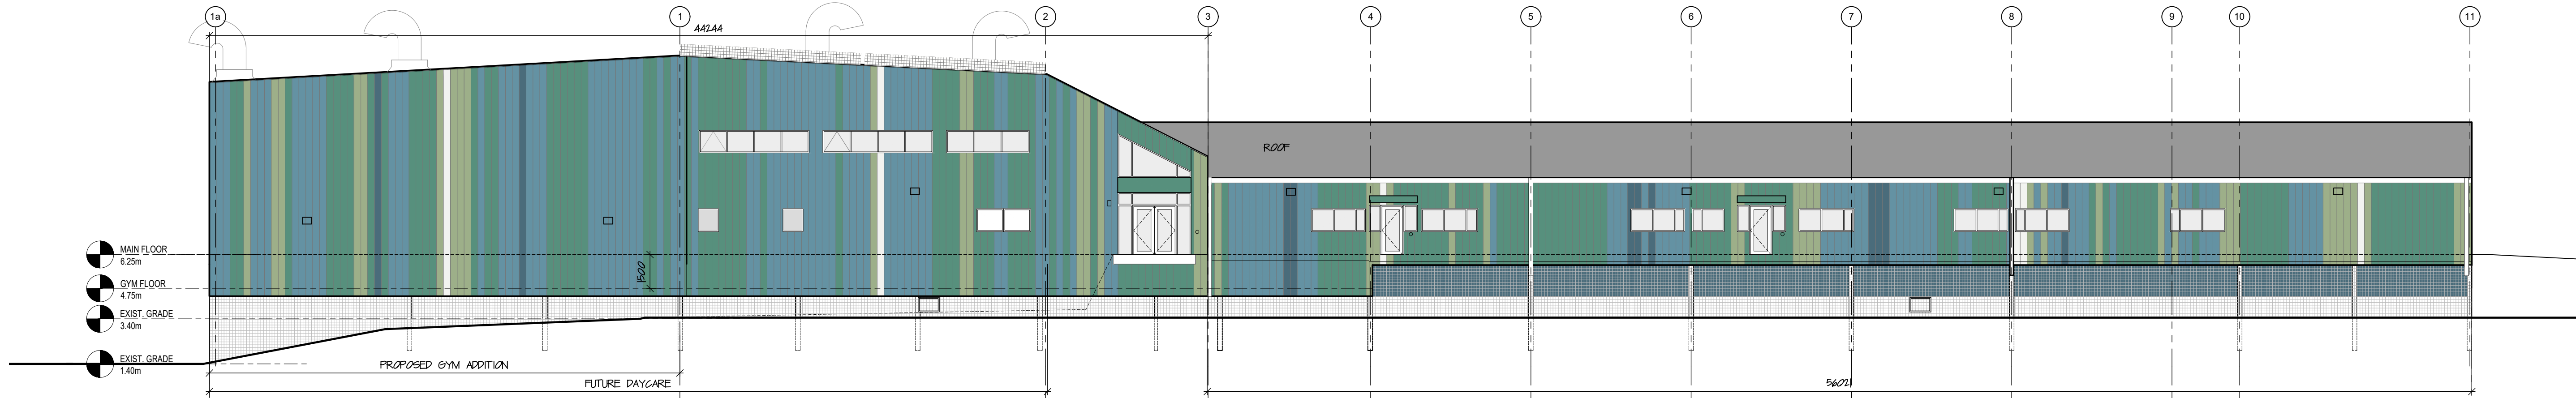 1a
1
2
3
4
5
6
7
8
9
10
11
44244
ROOF
MAIN FLOOR
6.25m
1500
GYM FLOOR
4.75m
EXIST. GRADE
3.40m
EXIST. GRADE
1.40m
PROPOSED GYM ADDITION
FUTURE DAYCARE
56021